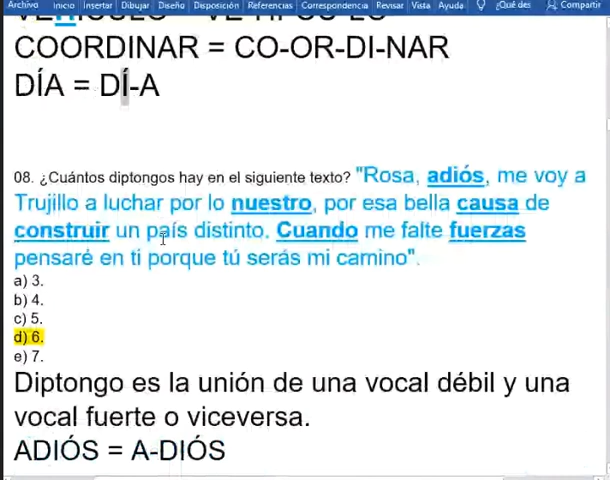 Archivo Inicio Insertar Dibujar Diseño Disposición Referencias Correspondencia Revisar Vista Ayuda ¿Qué des Compartir
COORDINAR = CO-OR-DI-NAR
DÍA = DÍ-A
08. ¿Cuántos diptongos hay en el siguiente texto? "Rosa, adiós, me voy a
Trujillo a luchar por lo nuestro, por esa bella causa de
construir un país distinto. Cuando me falte fuerzas
pensaré en ti porque tú serás mi camino".
a) 3.
b) 4.
c) 5.
d) 6.
e) 7.
Diptongo es la unión de una vocal débil y una
vocal fuerte o viceversa.
ADIÓS = A-DIÓS